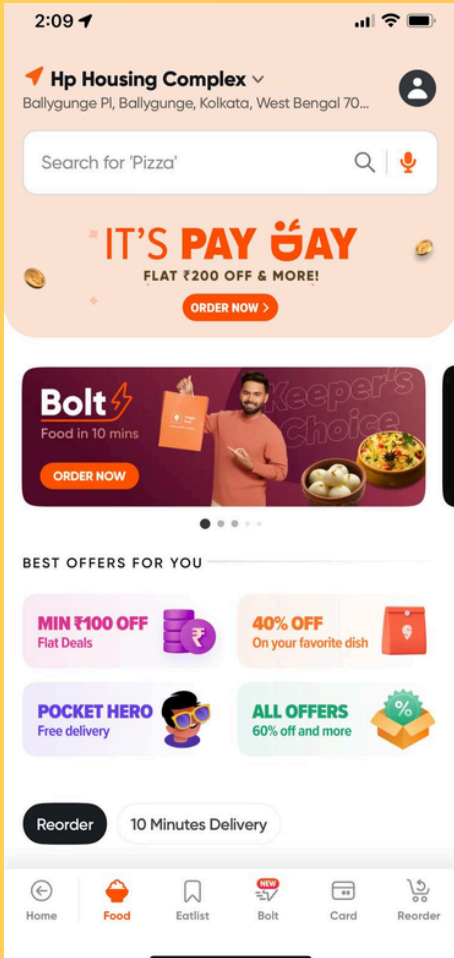 2:09
Hp Housing Complex
Ballygunge Pl, Ballygunge, Kolkata, West Bengal 70...
Search for 'Pizza'
IT'S PAY DAY
FLAT ₹200 OFF & MORE!
ORDER NOW >
Bolt
Food in 10 mins
ORDER NOW
Keeper's
Choice
BEST OFFERS FOR YOU
MIN ₹100 OFF
Flat Deals
₹
40% OFF
On your favorite dish
POCKET HERO
Free delivery
ALL OFFERS
60% off and more
%
Reorder
10 Minutes Delivery
NEW
Home
Food
Eatlist
Bolt
Card
Reorder